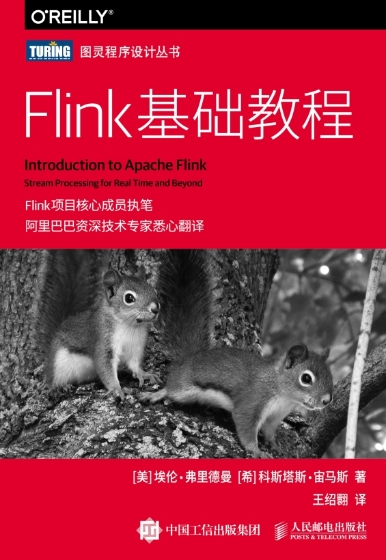 O'REILLY®
TURING 图灵程序设计丛书
Flink基础教程
Introduction to Apache Flink
Stream Processing for Real Time and Beyond
Flink项目核心成员执笔
阿里巴巴资深技术专家悉心翻译
[美]埃伦·弗里德曼 [希]科斯塔斯·宙马斯 著
王绍翾 译
中国工信出版集团
人民邮电出版社
POSTS & TELECOM PRESS